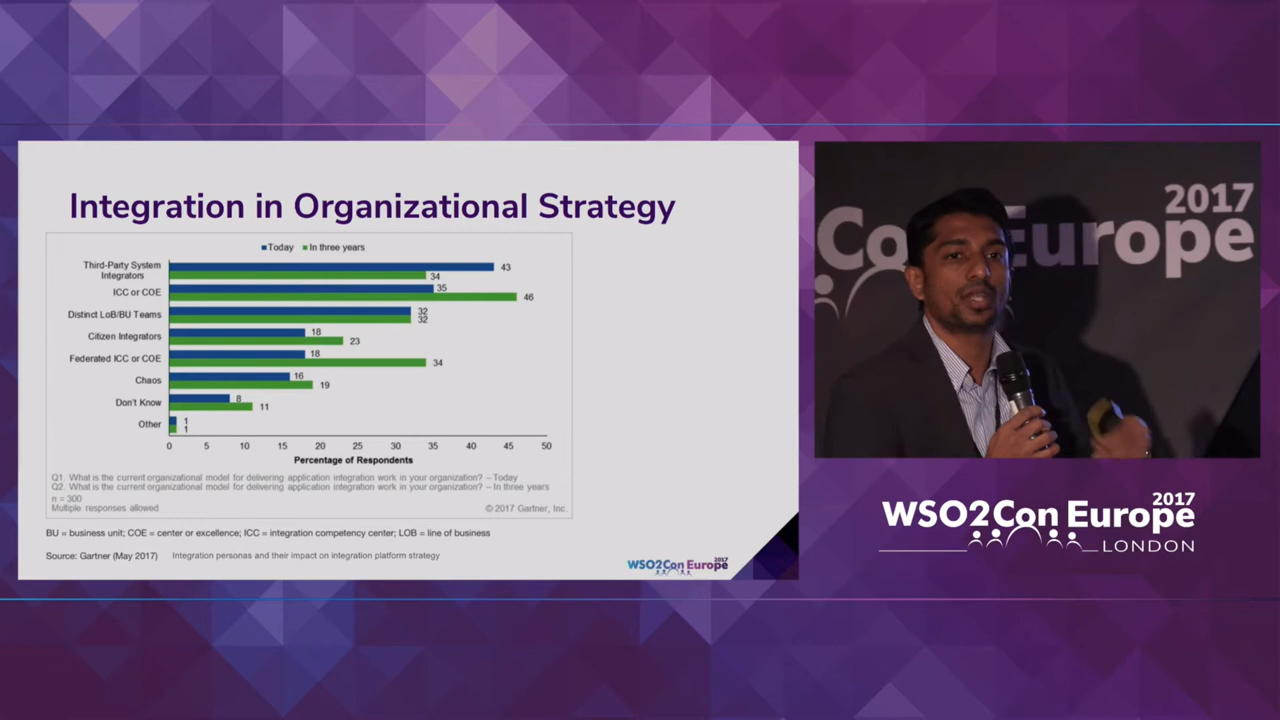 Integration in Organizational Strategy
Today In three years
Third-Party System
Integrators
43
34
ICC or COE
35
46
Distinct LoB/BU Teams
32
32
Citizen Integrators
18
23
Federated ICC or COE
18
34
Chaos
16
19
Don't Know
8
11
Other
1
1
0 5 10 15 20 25 30 35 40 45 50
Percentage of Respondents
Q1. What is the current organizational model for delivering application integration work in your organization? – Today
Q2. What is the current organizational model for delivering application integration work in your organization? – In three years
n = 300
Multiple responses allowed
© 2017 Gartner, Inc.
BU = business unit; COE = center or excellence; ICC = integration competency center; LOB = line of business
Source: Gartner (May 2017) Integration personas and their impact on integration platform strategy
WSO2Con Europe 2017
2017
Co Europe
2017
WSO2Con Europe
LONDON